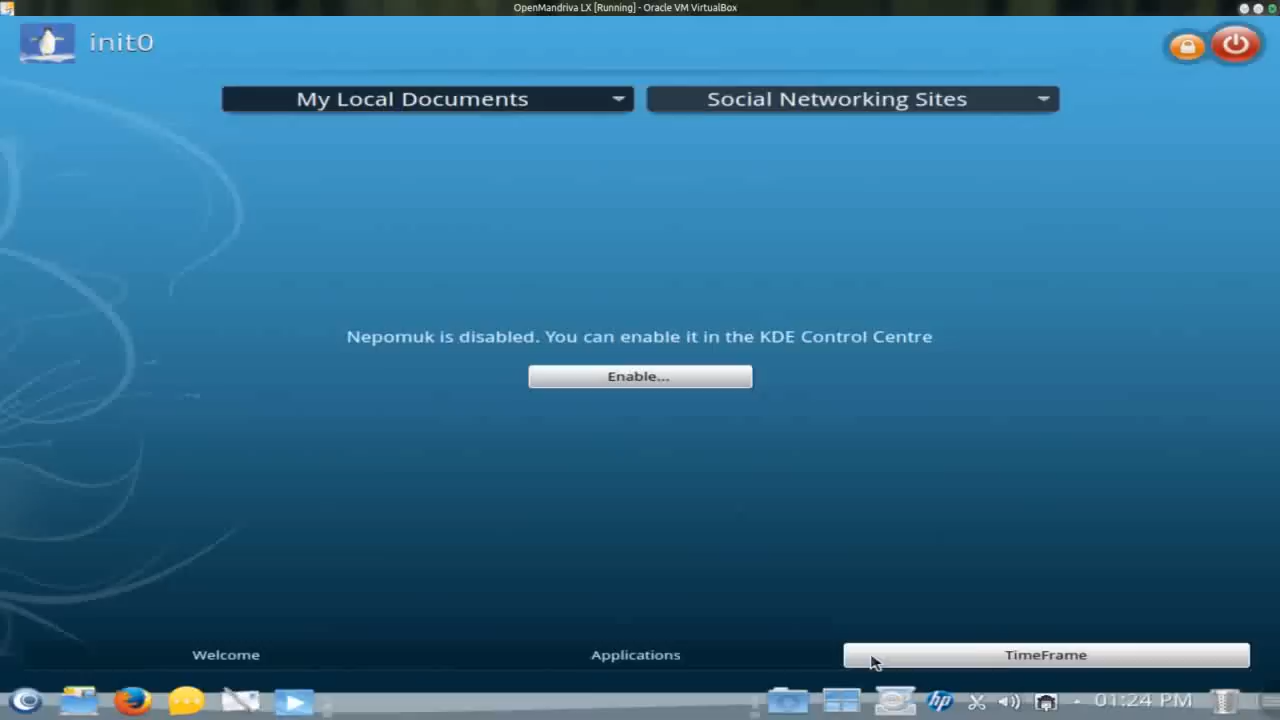 OpenMandriva LX [Running] - Oracle VM VirtualBox
init0
My Local Documents
Social Networking Sites
Nepomuk is disabled. You can enable it in the KDE Control Centre
Enable...
Welcome
Applications
TimeFrame
hp
01:24 PM